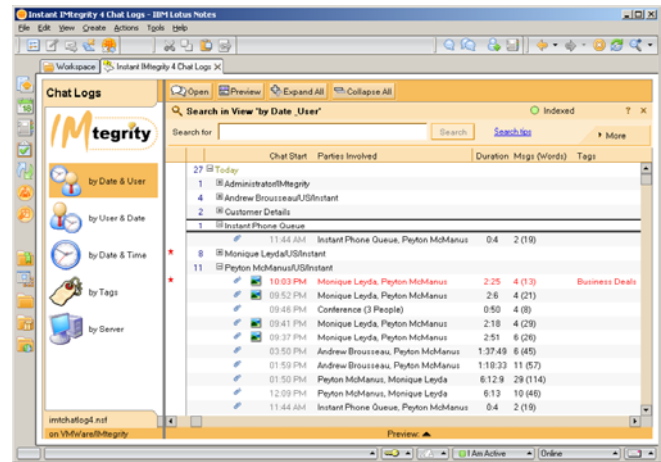 Instant IMtegrity 4 Chat Logs - IBM Lotus Notes
File Edit View Create Actions Tools Help
Workspace Instant IMtegrity 4 Chat Logs
Chat Logs
IMtegrity
by Date & User
by User & Date
by Date & Time
by Tags
by Server
imtchatlog4.nsf
on VMWare/IMtegrity
Open Preview Expand All Collapse All
Search in View 'by Date _User' Indexed ? ×
Search for Search Search tips More
Chat Start Parties Involved Duration Msgs (Words) Tags
27 Today
1 Administrator/IMtegrity
4 Andrew Brousseau/US/Instant
2 Customer Details
1 Instant Phone Queue
11:44 AM Instant Phone Queue, Peyton McManus 0:4 2 (19)
* 8 Monique Leyda/US/Instant
11 Peyton McManus/US/Instant
* 10:03 PM Monique Leyda, Peyton McManus 2:25 4 (13) Business Deals
09:52 PM Monique Leyda, Peyton McManus 2:6 4 (21)
09:46 PM Conference (3 People) 0:50 4 (8)
09:41 PM Monique Leyda, Peyton McManus 2:18 4 (29)
09:37 PM Monique Leyda, Peyton McManus 2:51 6 (26)
03:50 PM Andrew Brousseau, Peyton McManus 1:37:49 6 (45)
01:59 PM Andrew Brousseau, Peyton McManus 1:18:33 11 (57)
01:50 PM Peyton McManus, Monique Leyda 6:12:9 29 (114)
12:09 PM Peyton McManus, Monique Leyda 6:13 10 (46)
11:44 AM Instant Phone Queue, Peyton McManus 0:4 2 (19)
Preview:
I Am Active Online